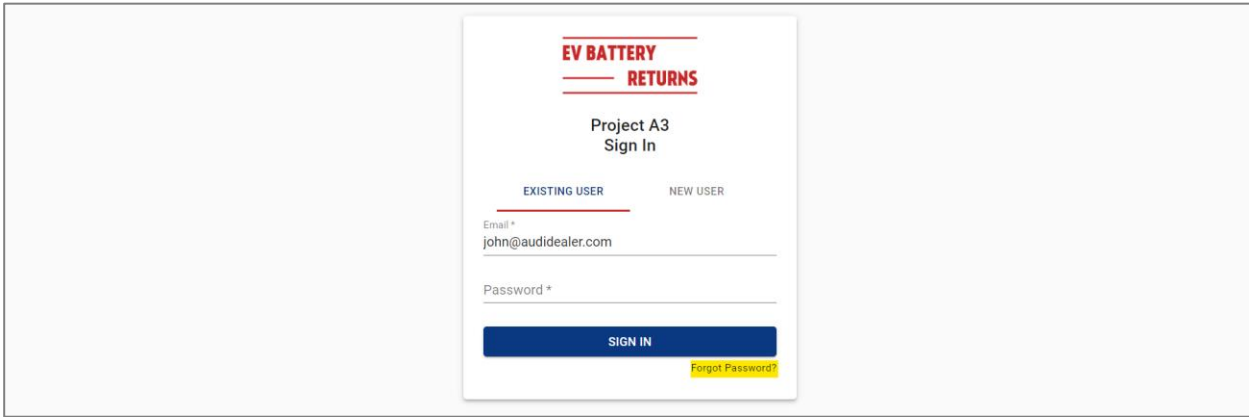 EV BATTERY
RETURNS
Project A3
Sign In
EXISTING USER NEW USER
Email *
john@audidealer.com
Password *
SIGN IN
Forgot Password?